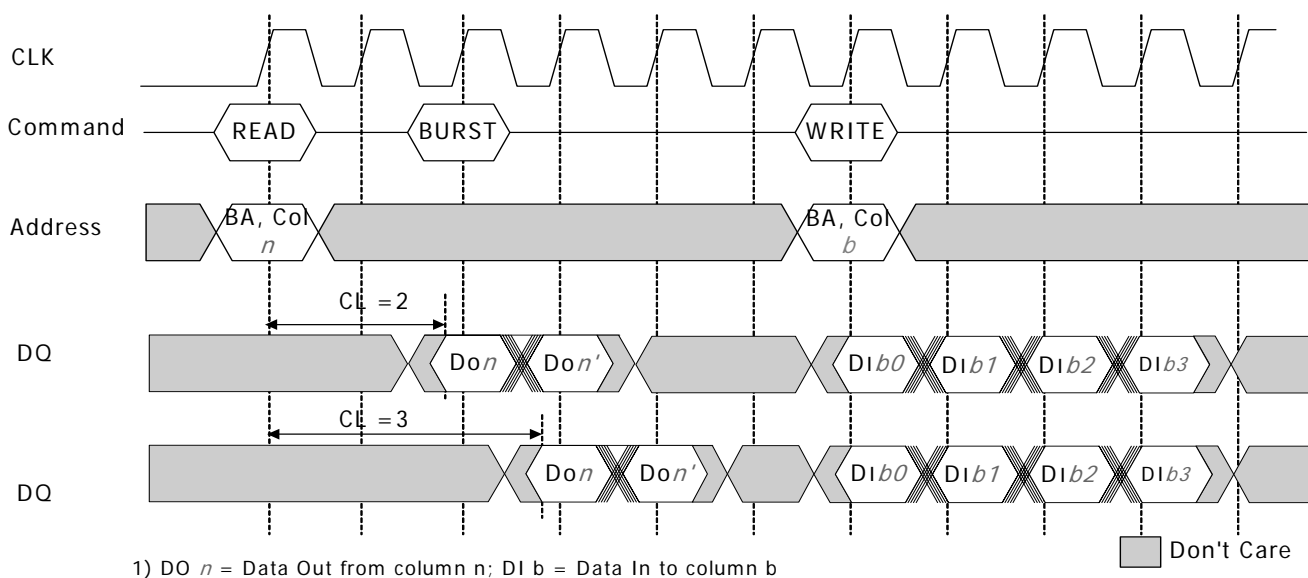 CLK
Command READ BURST WRITE
Address BA, Col n BA, Col b
CL =2
DQ Don Don' DIb0 DIb1 DIb2 DIb3
CL =3
DQ Don Don' DIb0 DIb1 DIb2 DIb3
Don't Care
1) DO n = Data Out from column n; DI b = Data In to column b